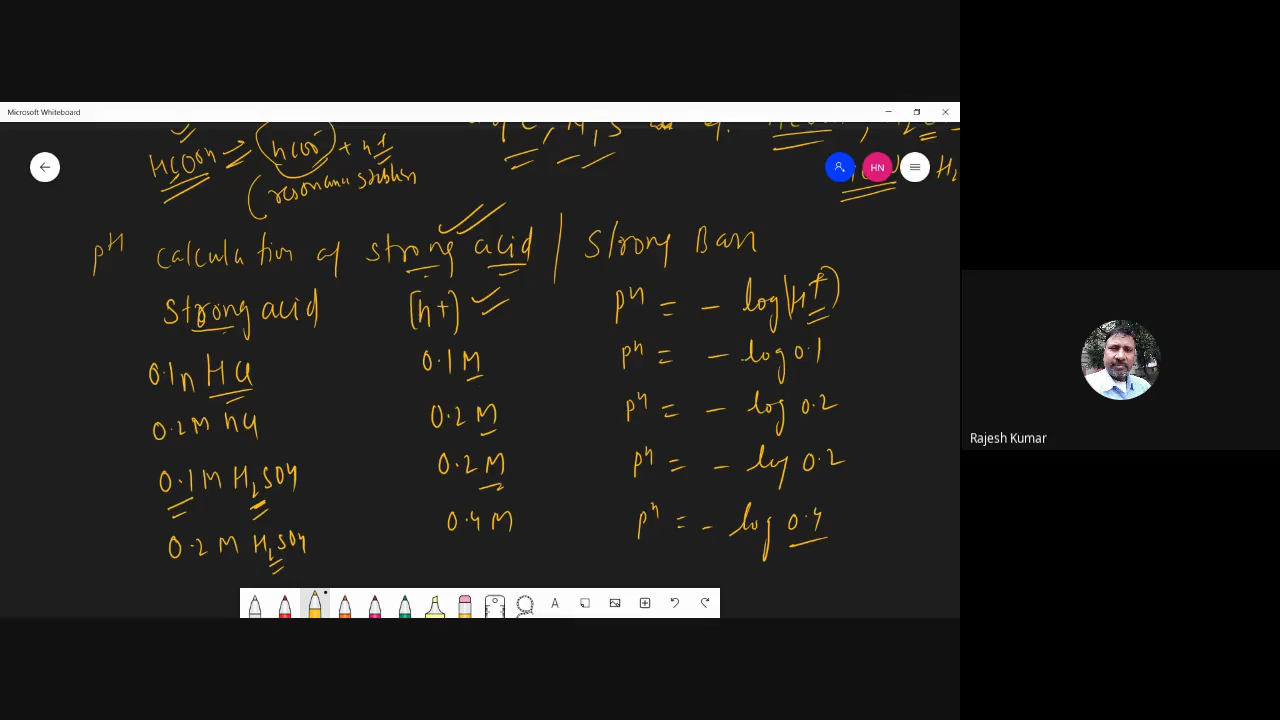 Microsoft Whiteboard
HCOOH ⇌ HCOO⁻ + H+
(resonance
HN
H₂
pH calculation of strong acid / Strong Base
Strong acid [h+] pH = - log(H+)
0.1n HCl 0.1 M pH = - log 0.1
0.2 M HCl 0.2 M pH = - log 0.2
0.1 M H₂SO4 0.2 M pH = - log 0.2
0.2 M H₂SO4 0.4 M pH = - log 0.4
Rajesh Kumar